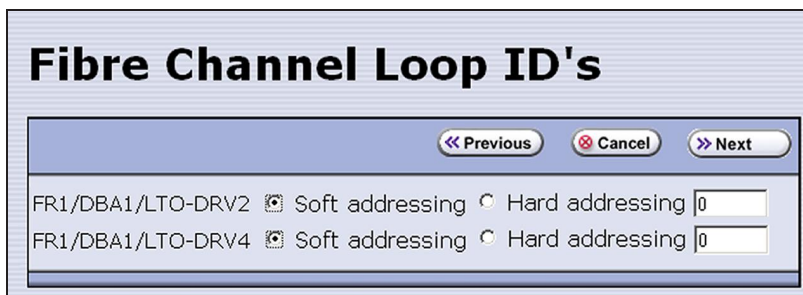 Fibre Channel Loop ID's
Previous Cancel Next
FR1/DBA1/LTO-DRV2 Soft addressing Hard addressing 0
FR1/DBA1/LTO-DRV4 Soft addressing Hard addressing 0